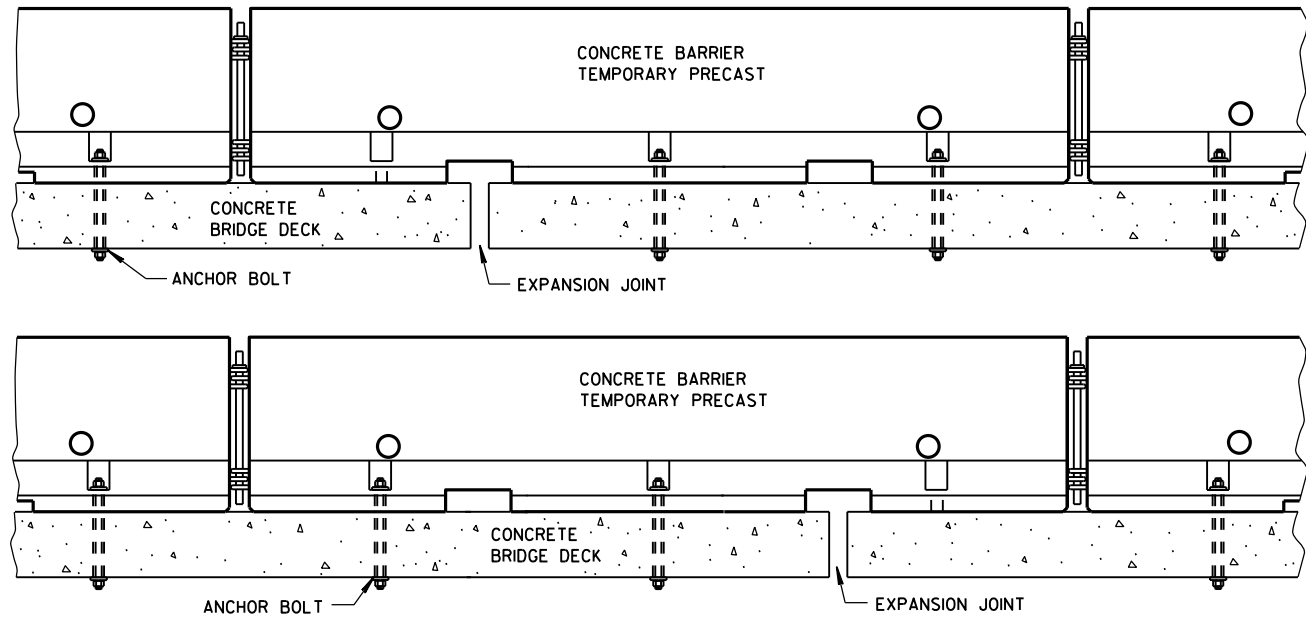 CONCRETE BARRIER
TEMPORARY PRECAST
CONCRETE
BRIDGE DECK
ANCHOR BOLT
EXPANSION JOINT
CONCRETE BARRIER
TEMPORARY PRECAST
CONCRETE
BRIDGE DECK
ANCHOR BOLT
EXPANSION JOINT